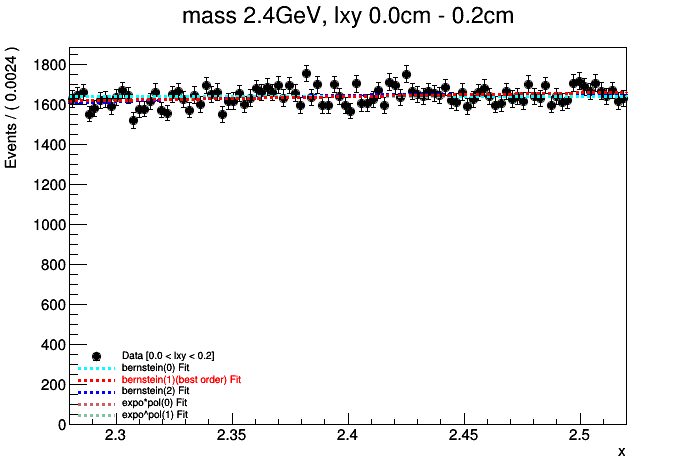 mass 2.4GeV, lxy 0.0cm - 0.2cm
Events / ( 0.0024 )
1800
1600
1400
1200
1000
800
600
400
200
0
Data [0.0 < lxy < 0.2]
bernstein(0) Fit
bernstein(1)(best order) Fit
bernstein(2) Fit
expo*pol(0) Fit
expo*pol(1) Fit
2.3 2.35 2.4 2.45 2.5
x